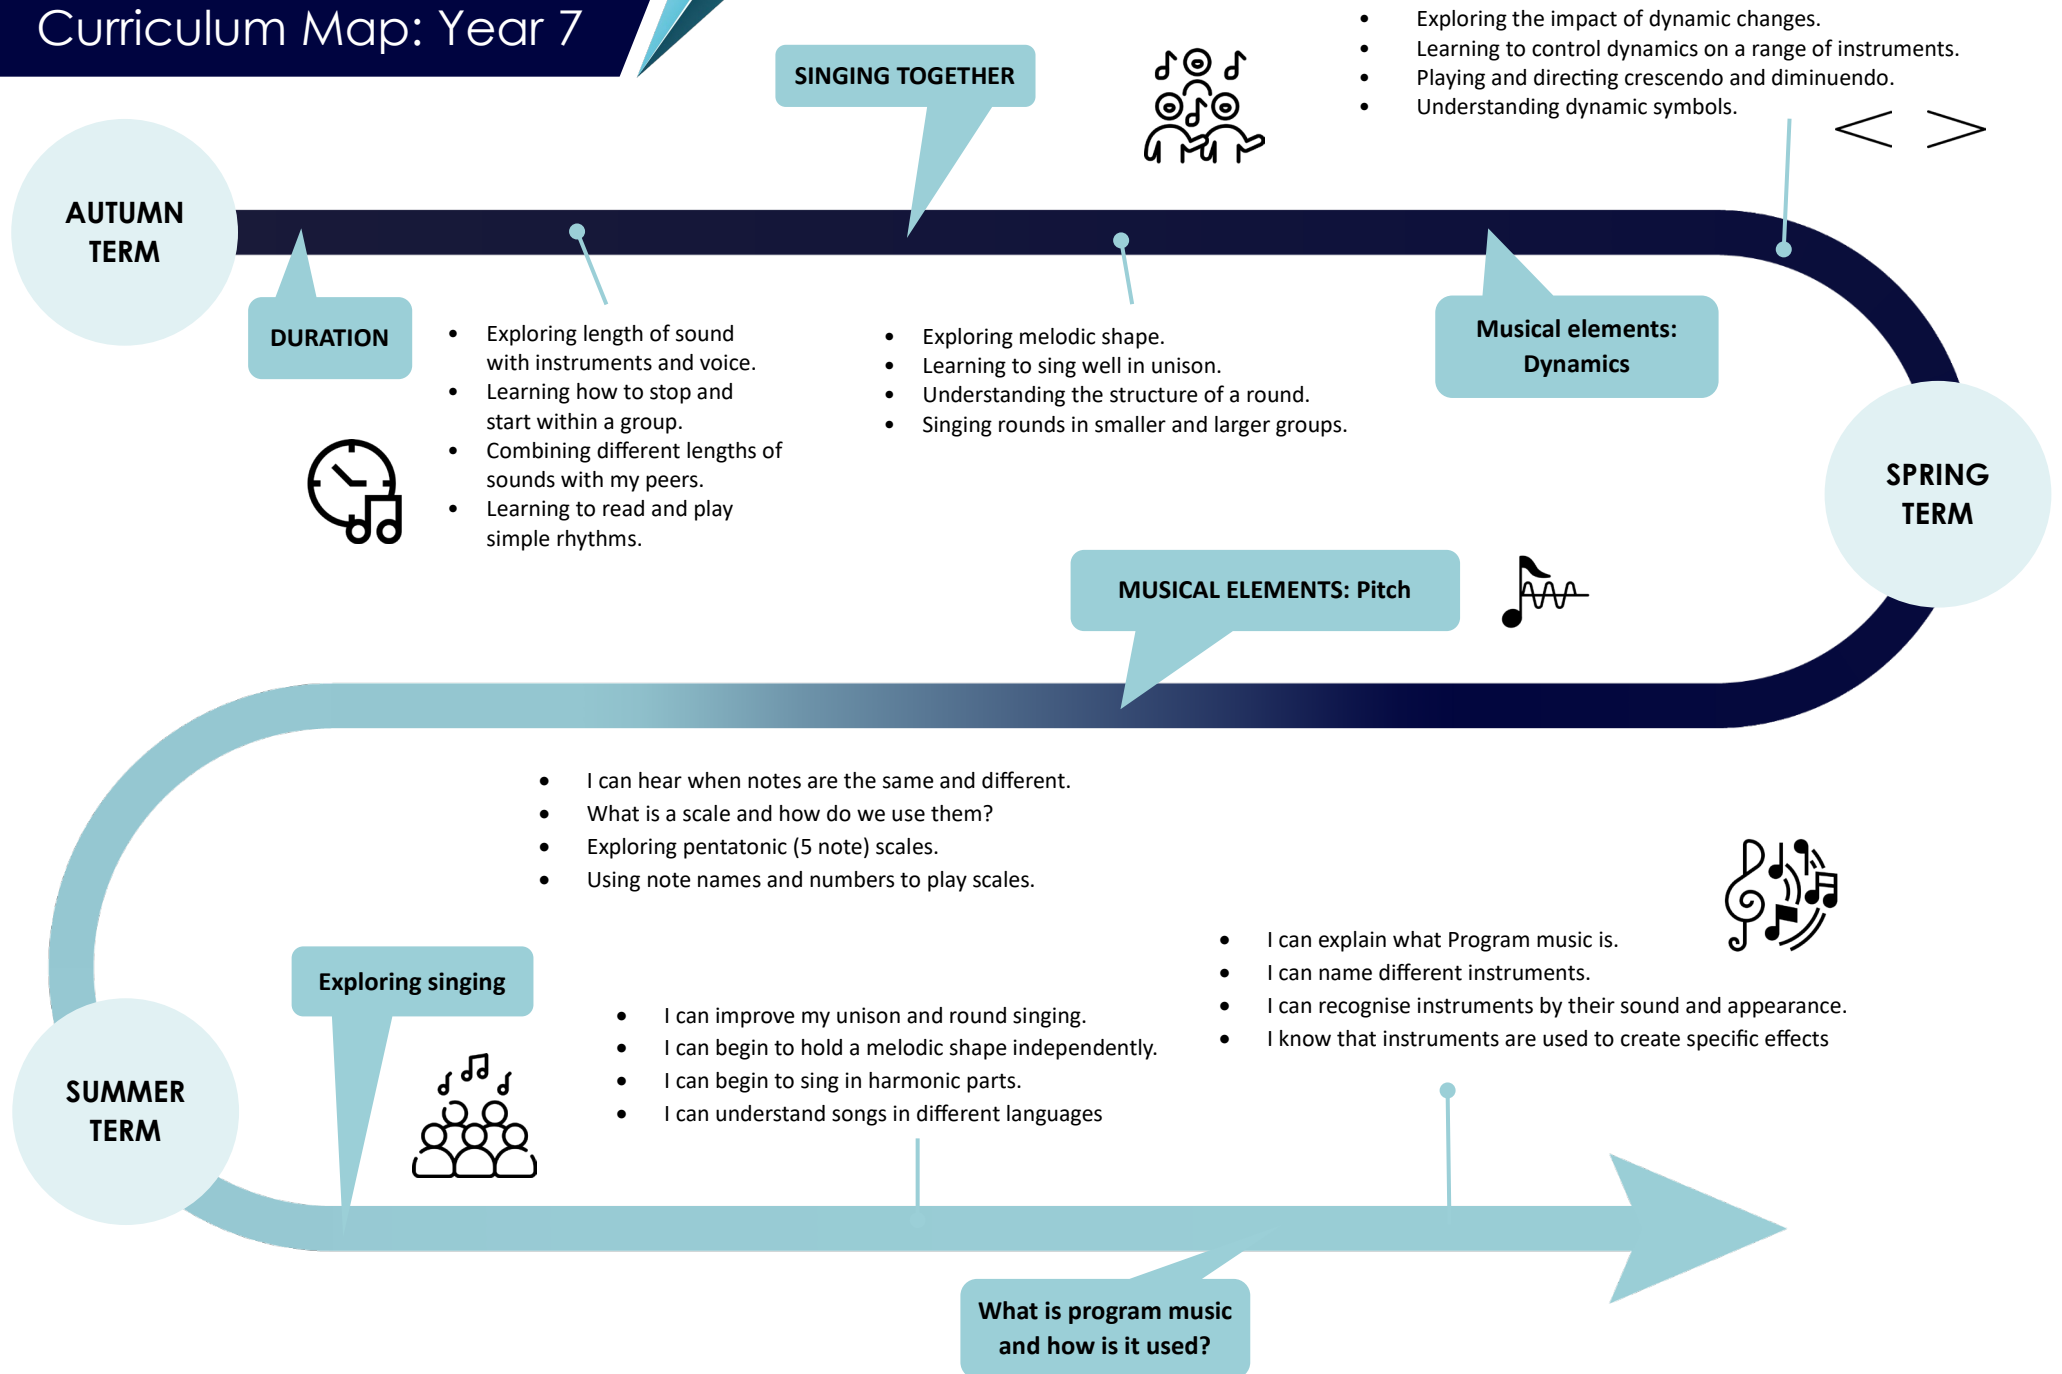 Curriculum Map: Year 7
AUTUMN
TERM
DURATION
• Exploring length of sound
with instruments and voice.
• Learning how to stop and
start within a group.
• Combining different lengths of
sounds with my peers.
• Learning to read and play
simple rhythms.
SINGING TOGETHER
• Exploring melodic shape.
• Learning to sing well in unison.
• Understanding the structure of a round.
• Singing rounds in smaller and larger groups.
Musical elements:
Dynamics
• Exploring the impact of dynamic changes.
• Learning to control dynamics on a range of instruments.
• Playing and directing crescendo and diminuendo.
• Understanding dynamic symbols.
SPRING
TERM
MUSICAL ELEMENTS: Pitch
• I can hear when notes are the same and different.
• What is a scale and how do we use them?
• Exploring pentatonic (5 note) scales.
• Using note names and numbers to play scales.
SUMMER
TERM
Exploring singing
• I can improve my unison and round singing.
• I can begin to hold a melodic shape independently.
• I can begin to sing in harmonic parts.
• I can understand songs in different languages
What is program music
and how is it used?
• I can explain what Program music is.
• I can name different instruments.
• I can recognise instruments by their sound and appearance.
• I know that instruments are used to create specific effects